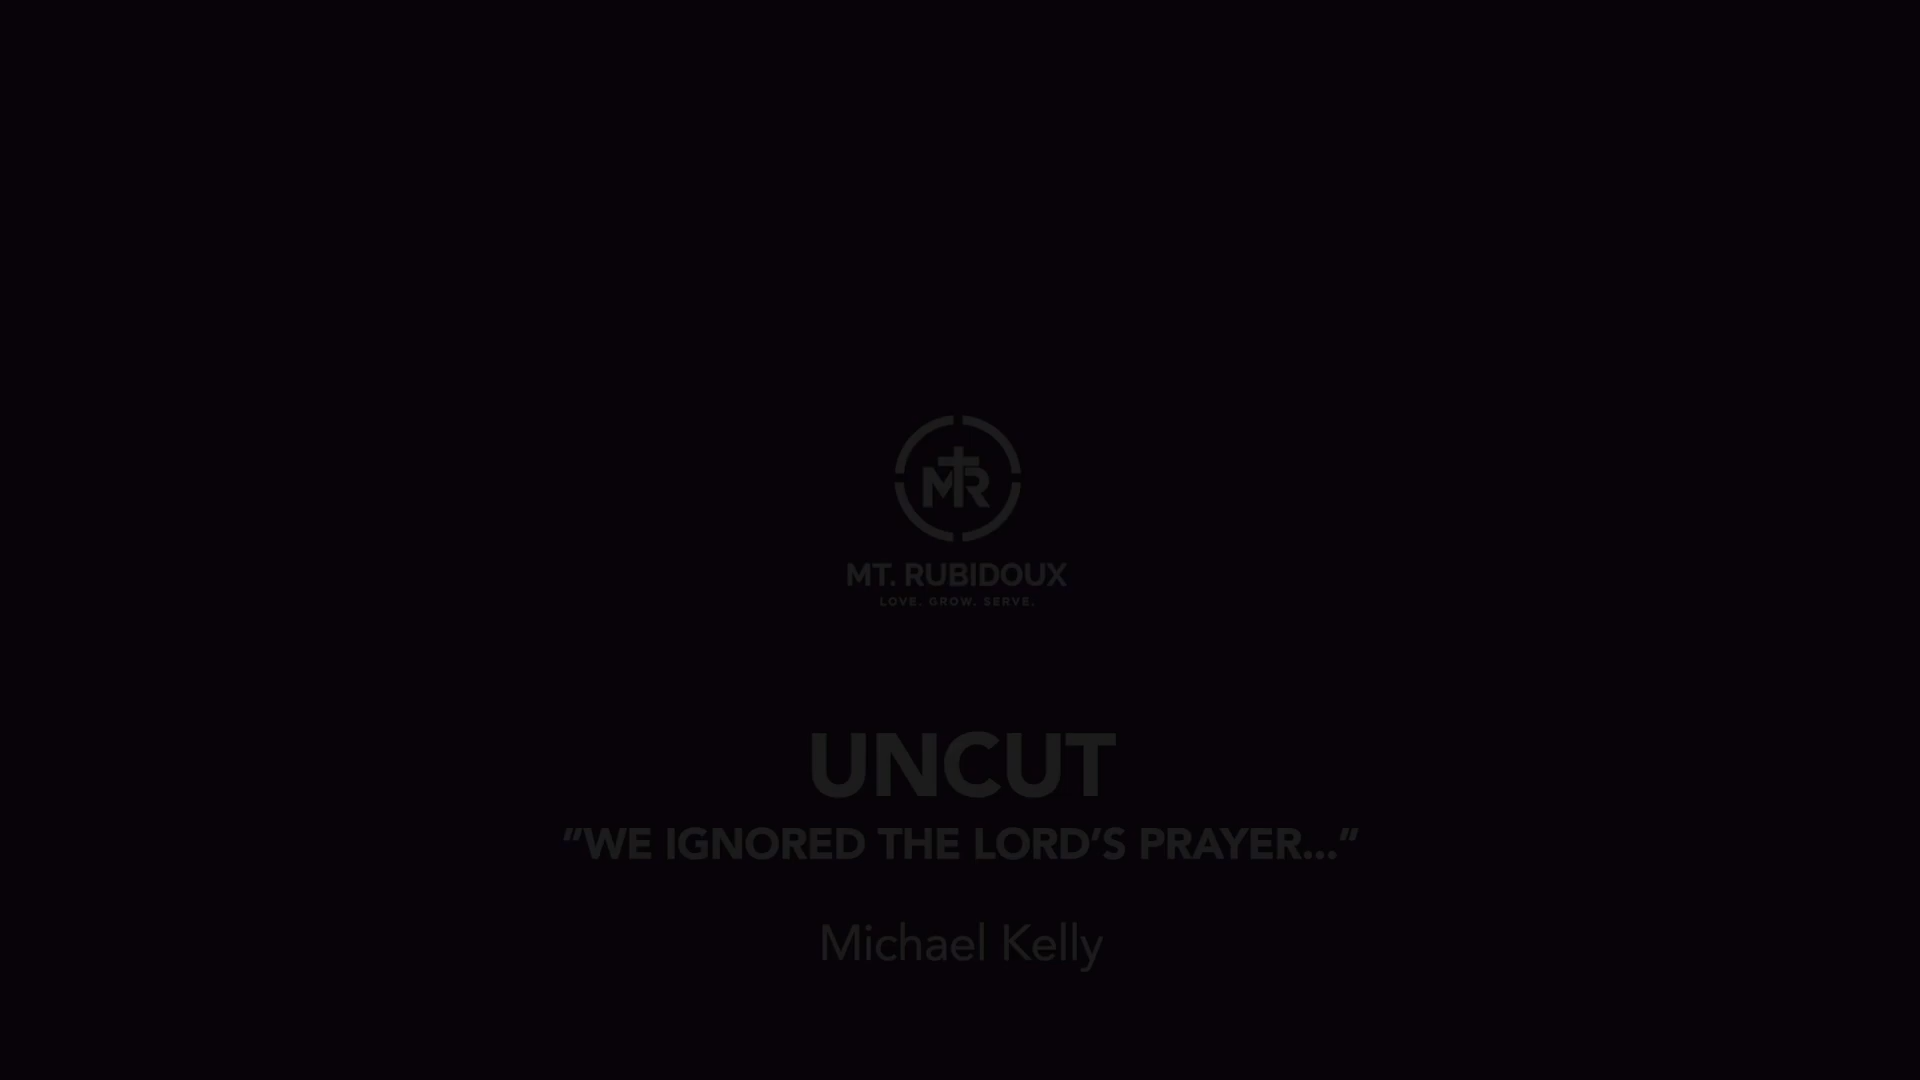 MTR
MT. RUBIDOUX
LOVE. GROW. SERVE.
UNCUT
"WE IGNORED THE LORD'S PRAYER..."
Michael Kelly